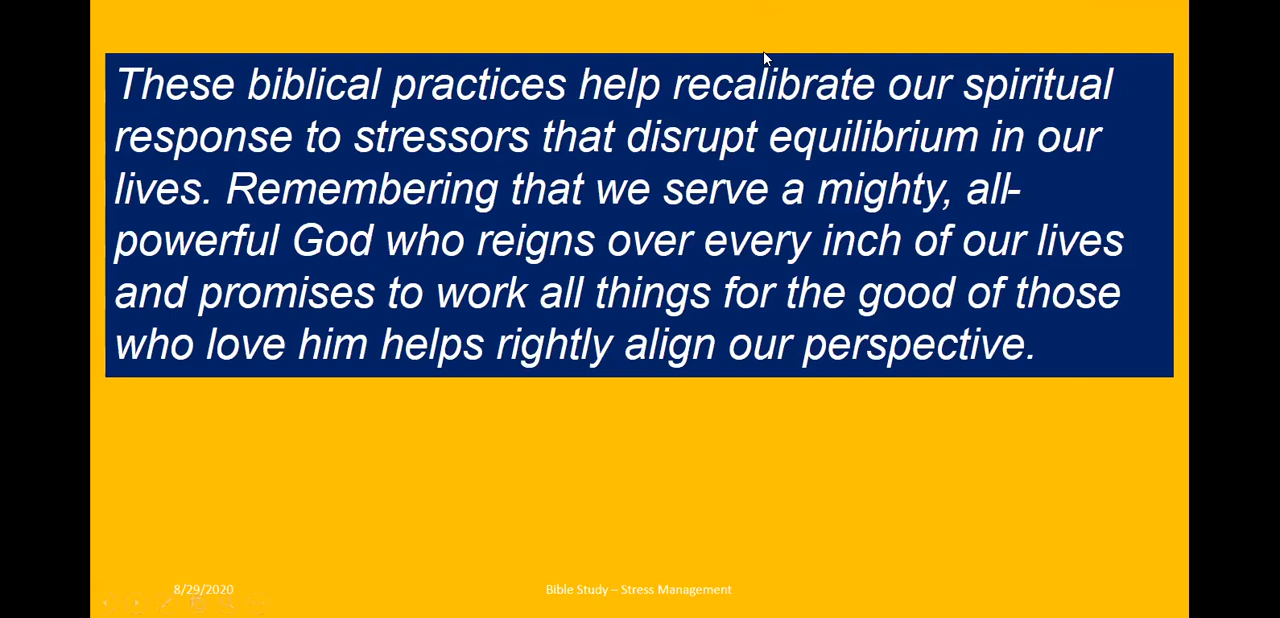 These biblical practices help recalibrate our spiritual
response to stressors that disrupt equilibrium in our
lives. Remembering that we serve a mighty, all-
powerful God who reigns over every inch of our lives
and promises to work all things for the good of those
who love him helps rightly align our perspective.
8/29/2020
Bible Study – Stress Management